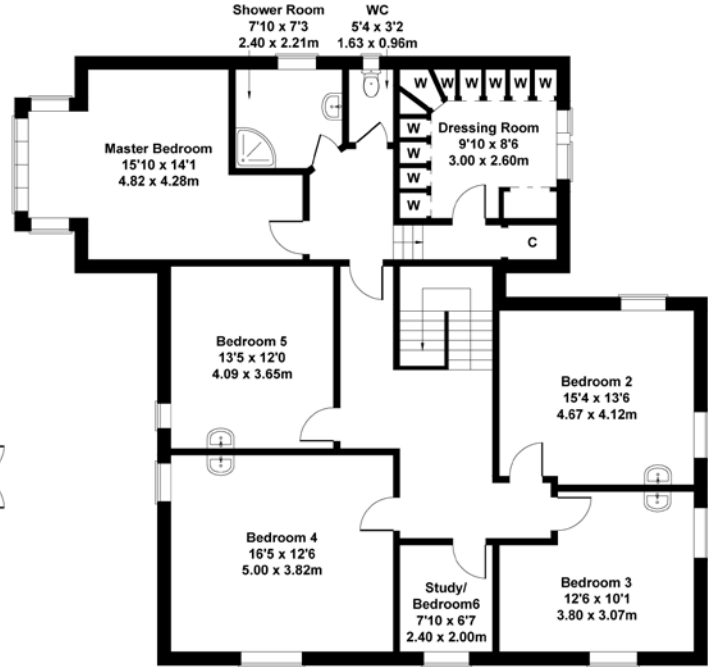 Shower Room
7'10 x 7'3
2.40 x 2.21m
WC
5'4 x 3'2
1.63 x 0.96m
W
W
W
W
W
W
W
W
W
W
Dressing Room
9'10 x 8'6
3.00 x 2.60m
Master Bedroom
15'10 x 14'1
4.82 x 4.28m
C
Bedroom 5
13'5 x 12'0
4.09 x 3.65m
Bedroom 2
15'4 x 13'6
4.67 x 4.12m
Bedroom 4
16'5 x 12'6
5.00 x 3.82m
Study/
Bedroom6
7'10 x 6'7
2.40 x 2.00m
Bedroom 3
12'6 x 10'1
3.80 x 3.07m